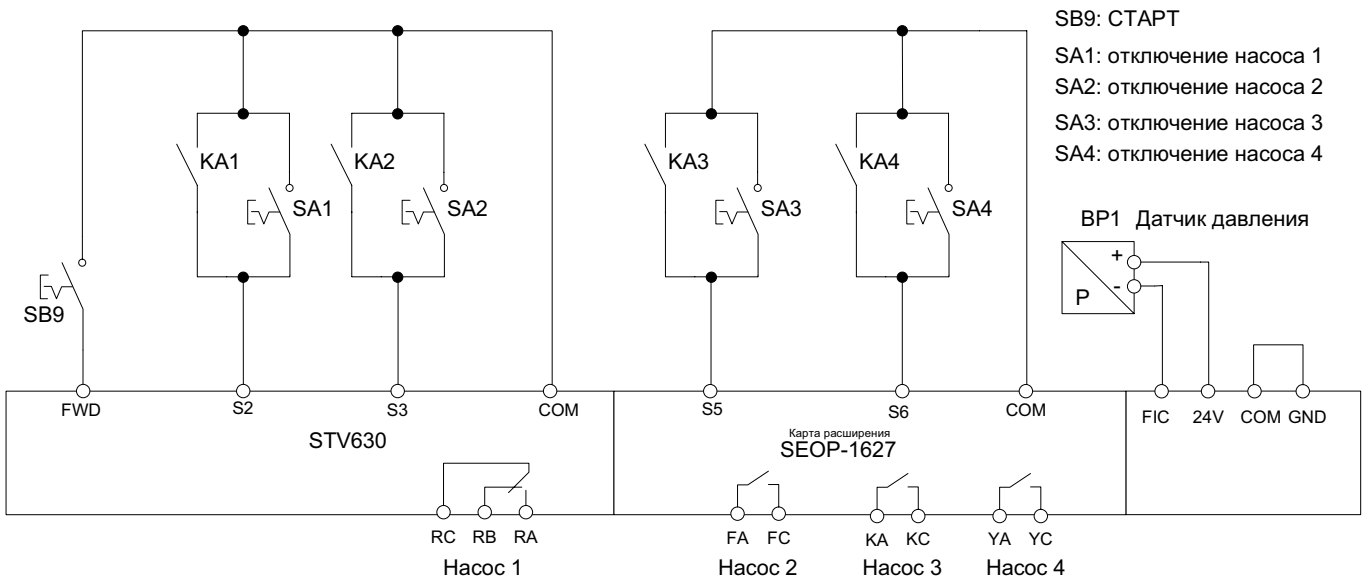 SB9: СТАРТ
SA1: отключение насоса 1
SA2: отключение насоса 2
SA3: отключение насоса 3
SA4: отключение насоса 4
KA1
SA1
KA2
SA2
KA3
SA3
KA4
SA4
SB9
BP1 Датчик давления
+
-
P
FWD
S2
S3
COM
S5
S6
COM
FIC
24V
COM
GND
STV630
Карта расширения
SEOP-1627
RC
RB
RA
FA
FC
KA
KC
YA
YC
Насос 1
Насос 2
Насос 3
Насос 4